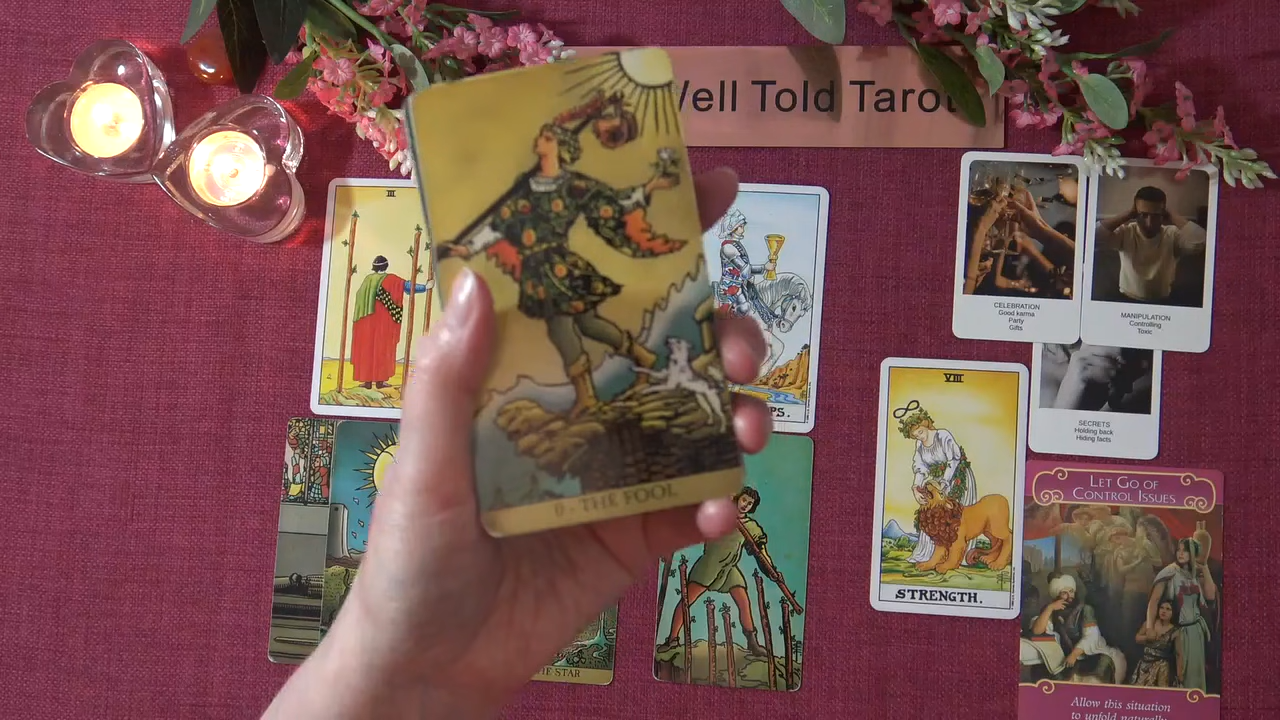 Well Told Tarot
III
CELEBRATION
Good karma
Party
Gifts
MANIPULATION
Controlling
Toxic
VIII
SECRETS
Holding back
Hiding facts
0 - THE FOOL
PS.
STRENGTH.
LET GO OF
CONTROL ISSUES
THE STAR
Allow this situation
to unfold naturally